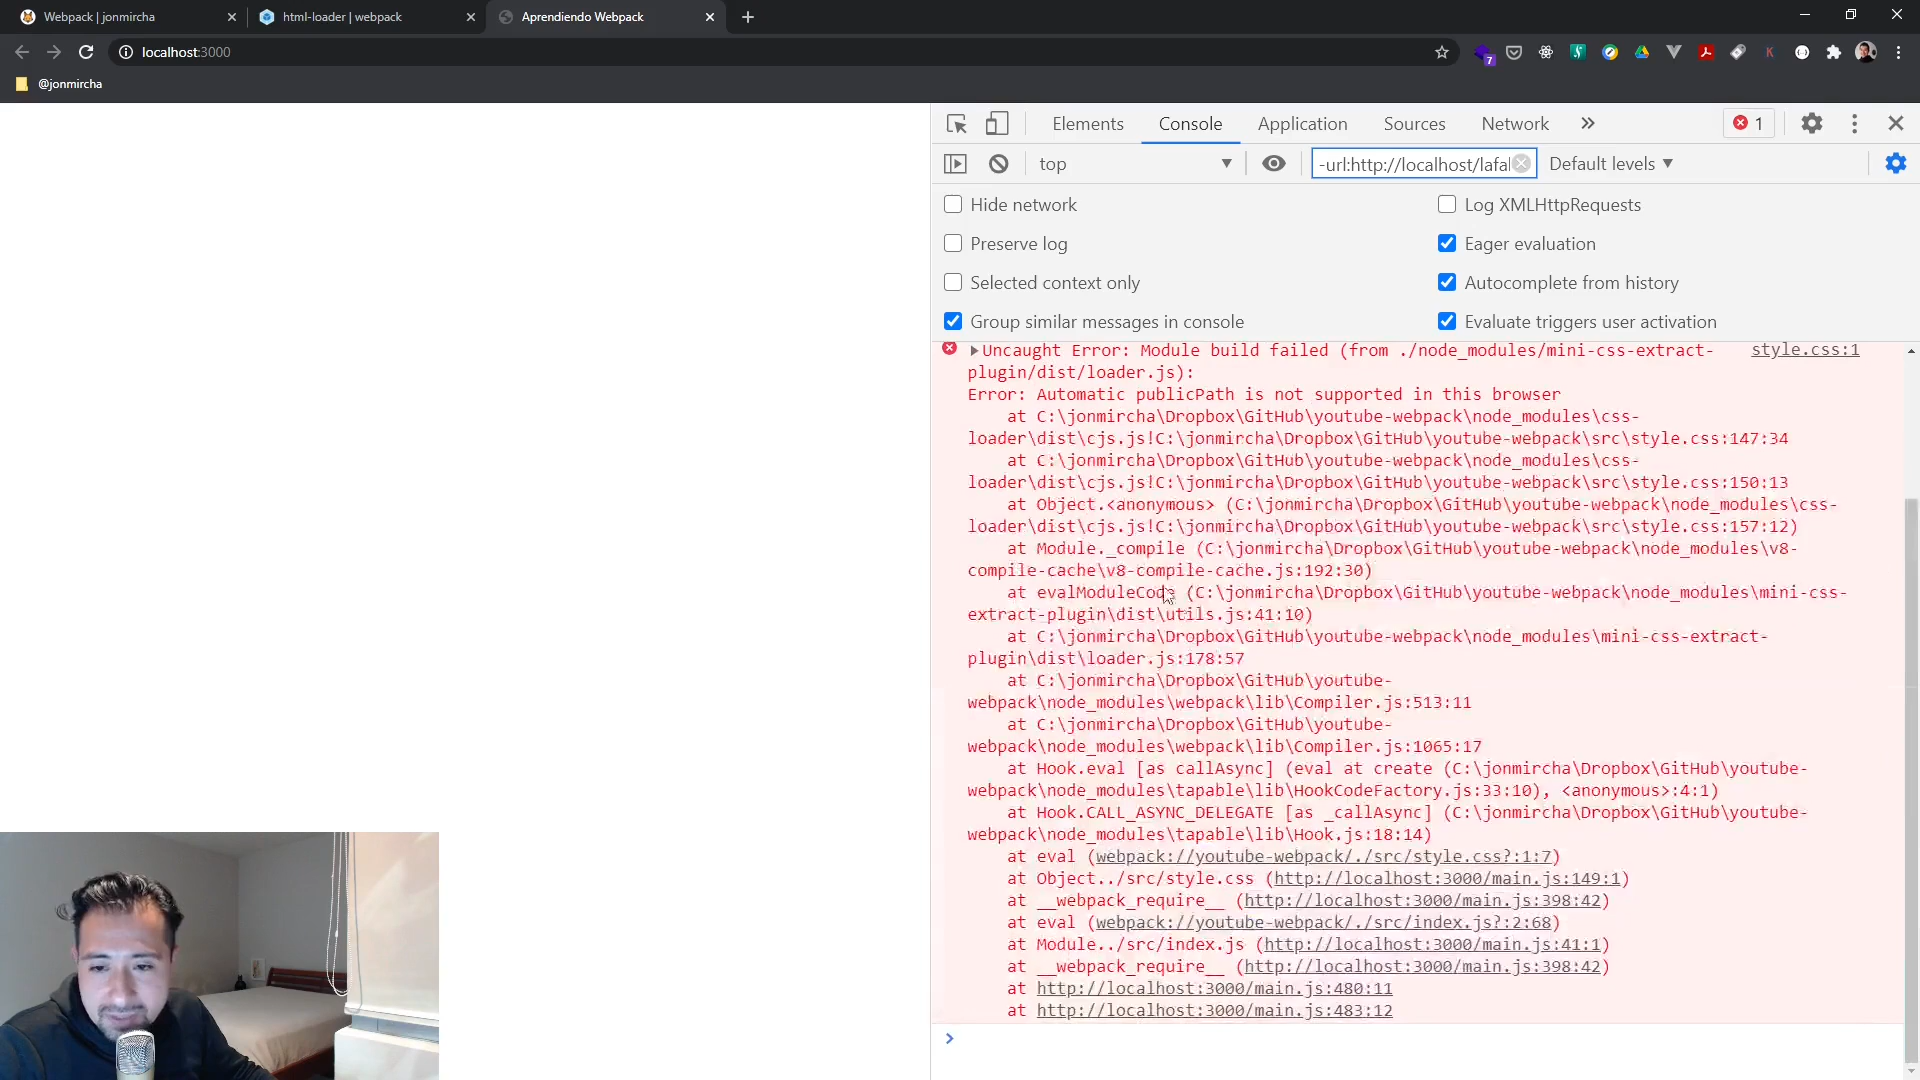 Webpack | jonmircha
html-loader | webpack
Aprendiendo Webpack
localhost:3000
7
@jonmircha
Elements
Console
Application
Sources
Network
1
top
-url:http://localhost/lafal
Default levels
Hide network
Log XMLHttpRequests
Preserve log
Eager evaluation
Selected context only
Autocomplete from history
Group similar messages in console
Evaluate triggers user activation
Uncaught Error: Module build failed (from ./node_modules/mini-css-extract-
style.css:1
plugin/dist/loader.js):
Error: Automatic publicPath is not supported in this browser
at C:\jonmircha\Dropbox\GitHub\youtube-webpack\node_modules\css-
loader\dist\cjs.js!C:\jonmircha\Dropbox\GitHub\youtube-webpack\src\style.css:147:34
at C:\jonmircha\Dropbox\GitHub\youtube-webpack\node_modules\css-
loader\dist\cjs.js!C:\jonmircha\Dropbox\GitHub\youtube-webpack\src\style.css:150:13
at Object.<anonymous> (C:\jonmircha\Dropbox\GitHub\youtube-webpack\node_modules\css-
loader\dist\cjs.js!C:\jonmircha\Dropbox\GitHub\youtube-webpack\src\style.css:157:12)
at Module._compile (C:\jonmircha\Dropbox\GitHub\youtube-webpack\node_modules\v8-
compile-cache\v8-compile-cache.js:192:30)
at evalModuleCode (C:\jonmircha\Dropbox\GitHub\youtube-webpack\node_modules\mini-css-
extract-plugin\dist\utils.js:41:10)
at C:\jonmircha\Dropbox\GitHub\youtube-webpack\node_modules\mini-css-extract-
plugin\dist\loader.js:178:57
at C:\jonmircha\Dropbox\GitHub\youtube-
webpack\node_modules\webpack\lib\Compiler.js:513:11
at C:\jonmircha\Dropbox\GitHub\youtube-
webpack\node_modules\webpack\lib\Compiler.js:1065:17
at Hook.eval [as callAsync] (eval at create (C:\jonmircha\Dropbox\GitHub\youtube-
webpack\node_modules\tapable\lib\HookCodeFactory.js:33:10), <anonymous>:4:1)
at Hook.CALL_ASYNC_DELEGATE [as _callAsync] (C:\jonmircha\Dropbox\GitHub\youtube-
webpack\node_modules\tapable\lib\Hook.js:18:14)
at eval (webpack://youtube-webpack/./src/style.css?:1:7)
at Object../src/style.css (http://localhost:3000/main.js:149:1)
at __webpack_require__ (http://localhost:3000/main.js:398:42)
at eval (webpack://youtube-webpack/./src/index.js?:2:68)
at Module../src/index.js (http://localhost:3000/main.js:41:1)
at __webpack_require__ (http://localhost:3000/main.js:398:42)
at http://localhost:3000/main.js:480:11
at http://localhost:3000/main.js:483:12